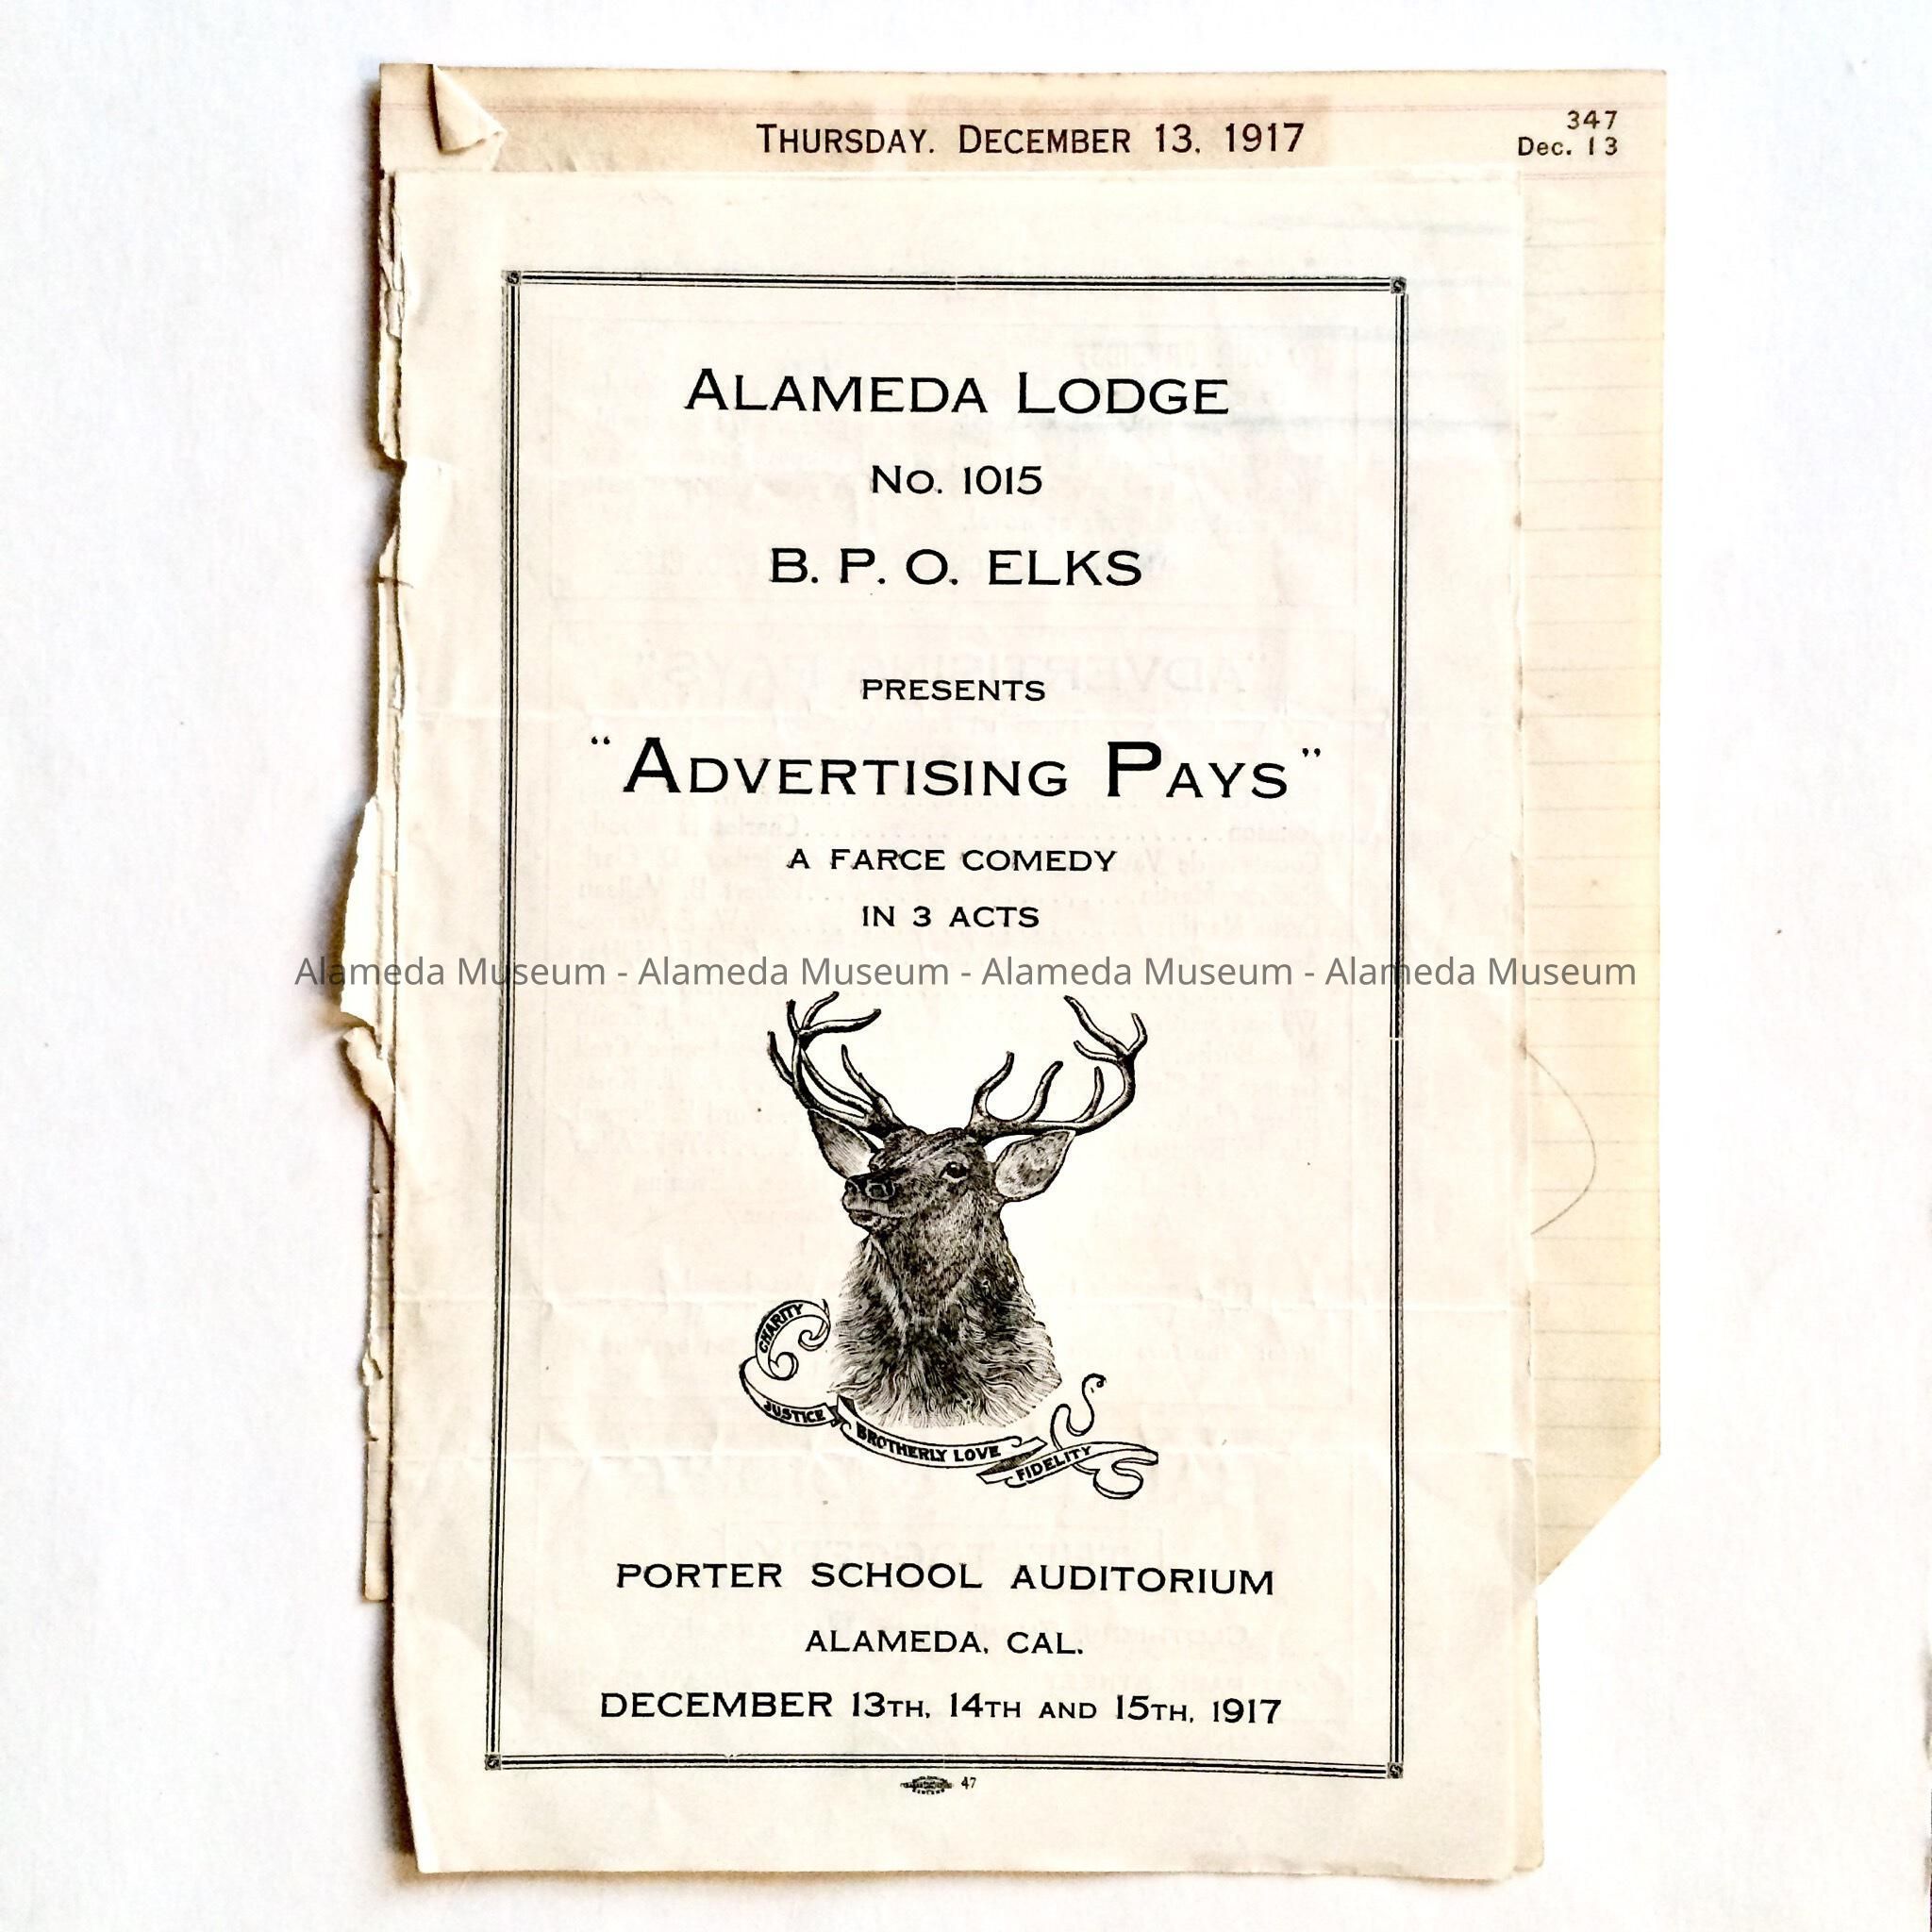 THURSDAY. DECEMBER 13, 1917
347
Dec. 13
ALAMEDA LODGE
No. 1015
B. P. O. ELKS
PRESENTS
"ADVERTISING PAYS"
A FARCE COMEDY
IN 3 ACTS
Alameda Museum - Alameda Museum - Alameda Museum - Alameda Museum
CHARITY
JUSTICE
BROTHERLY LOVE
FIDELITY
PORTER SCHOOL AUDITORIUM
ALAMEDA, CAL.
DECEMBER 13TH, 14TH AND 15TH, 1917
47